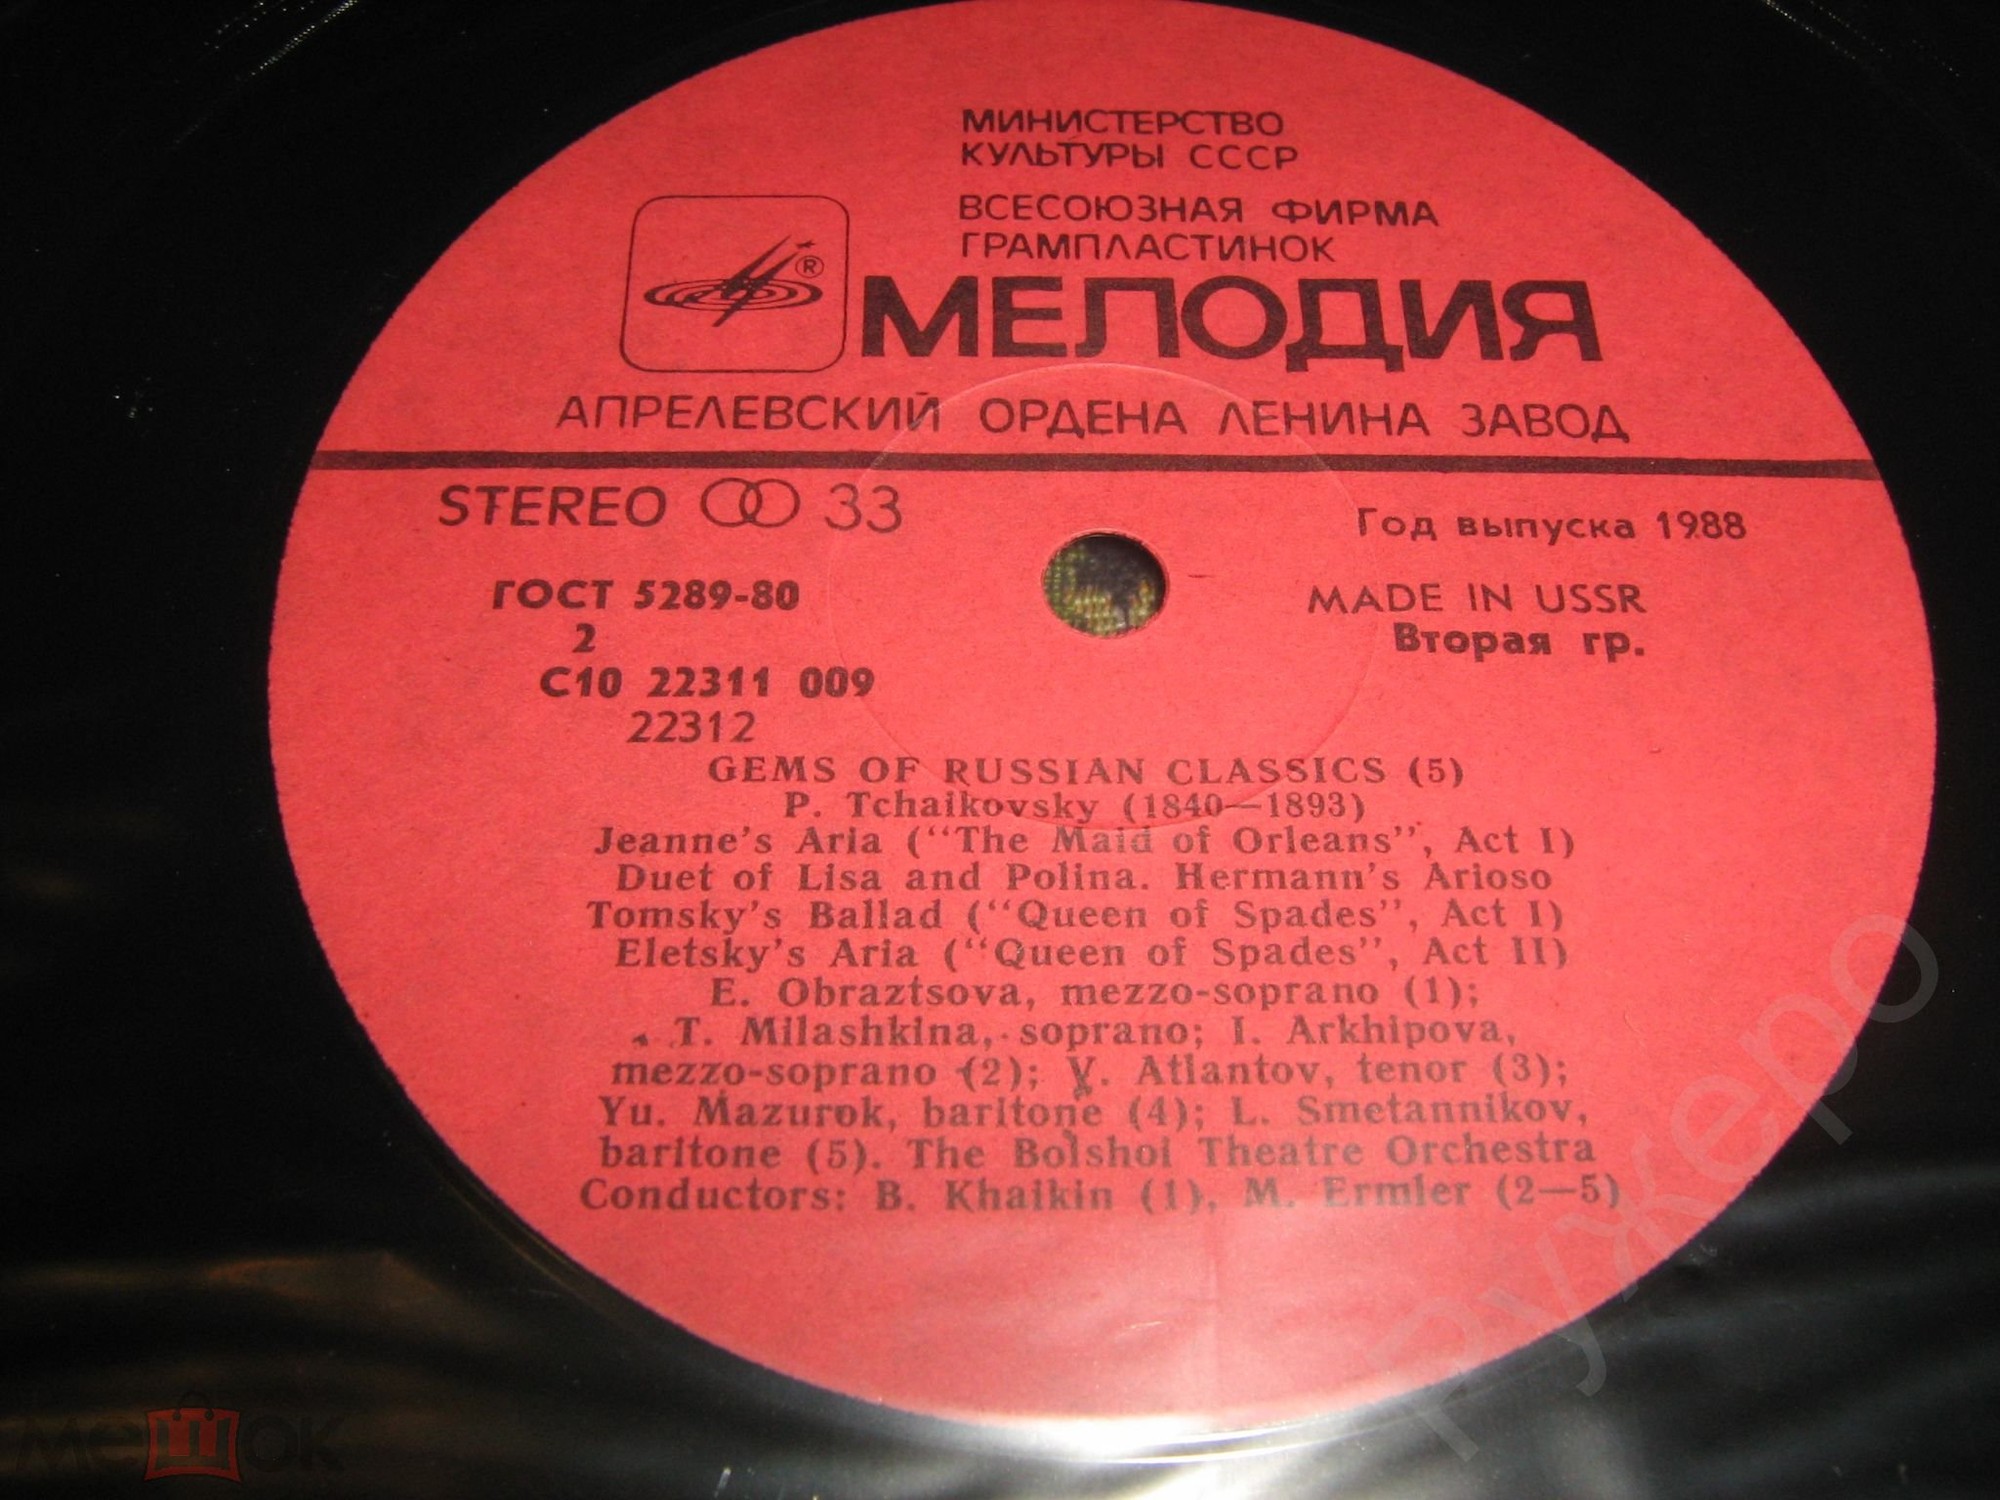 МИНИСТЕРСТВО
КУЛЬТУРЫ СССР
ВСЕСОЮЗНАЯ ФИРМА
ГРАМПЛАСТИНОК
®
МЕЛОДИЯ
АПРЕЛЕВСКИЙ ОРДЕНА ЛЕНИНА ЗАВОД
STEREO 33
Год выпуска 1988
ГОСТ 5289-80
MADE IN USSR
2
Вторая гр.
С10 22311 009
22312
GEMS OF RUSSIAN CLASSICS (5)
P. Tchaikovsky (1840—1893)
Jeanne's Aria (“The Maid of Orleans”, Act I)
Duet of Lisa and Polina. Hermann's Arioso
Tomsky's Ballad (“Queen of Spades”, Act I)
Eletsky's Aria (“Queen of Spades”, Act II)
E. Obraztsova, mezzo-soprano (1);
T. Milashkina, soprano; I. Arkhipova,
mezzo-soprano (2); V. Atlantov, tenor (3);
Yu. Mazurok, baritone (4); L. Smetannikov,
baritone (5). The Bolshoi Theatre Orchestra
Conductors: B. Khaikin (1), M. Ermler (2—5)
Ружеро
мешок